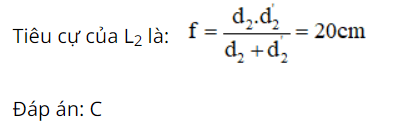 Tiêu cự của L₂ là: f = d₂.d₂' / d₂ + d₂' = 20cm
Đáp án: C